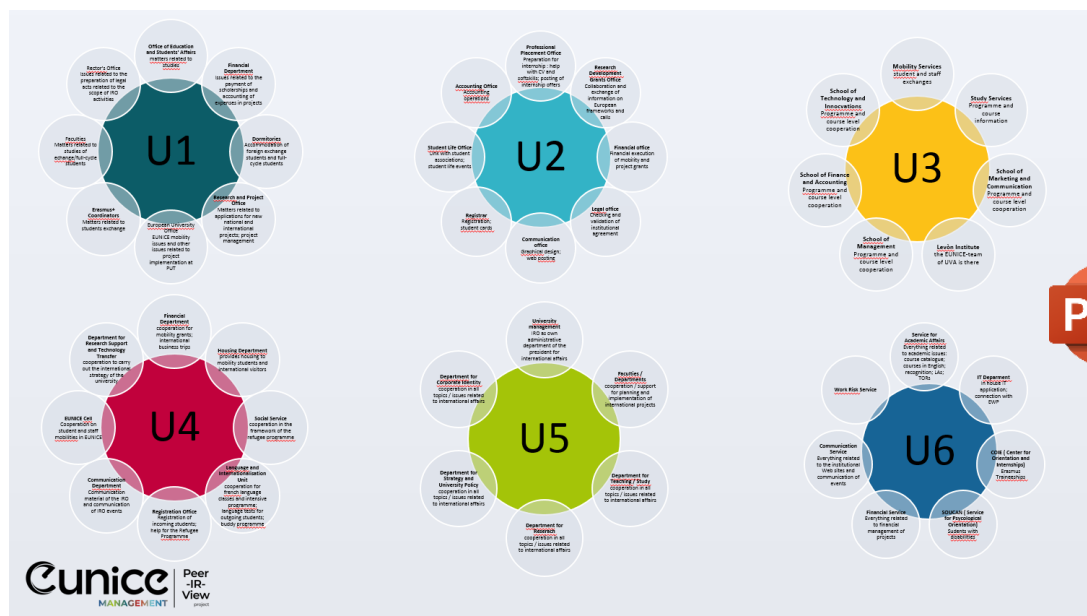 Office of Education
and Students' Affairs
matters related to
studies
Rector's Office
issues related to the
preparation of legal
acts related to the
scope of IRO
activities
Financial
Department
issues related to the
payment of
scholarships and
accounting of
expenses in projects
Faculties
Matters related to
studies of
echange/full-cycle
students
U1
Dormitories
Accommodation of
foreign exchange
students and full-
cycle students
Erasmus+
Coordinators
Matters related to
students exchange
European University
Office
EUNICE mobility
issues and other
issues related to
project
implementation at
PUT
Research and Project
Office
Matters related to
applications for new
national and
international
projects; project
management
Professional
Placement Office
Preparation for
internship : help
with CV and
softskills; posting of
internship offers
Accounting Office
Accounting
operations
Research Development
Grants Office
Collaboration and
exchange of
information on
European frameworks
and calls
Student Life Office
Link with student
associations;
student life events
U2
Financial office
Financial execution
of mobility and
project grants
Registrar
Registration;
student cards
Communication
office
Graphical design;
web posting
Legal office
Checking and
validation of
institutional
agreement
Mobility Services
student and staff
exchanges
School of
Technology and
Innovations
Programme and
course level
cooperation
Study Services
Programme and
course
information
School of Finance
and Accounting
Programme and
course level
cooperation
U3
School of
Marketing and
Communication
Programme and
course level
cooperation
School of
Management
Programme and
course level
cooperation
Levón Institute
the EUNICE-team
of UVA is there
P
Financial
Department
cooperation for
mobility grants;
international
business trips
Department for
Research Support
and Technology
Transfer
cooperation to carry
out the international
strategy of the
university
Housing Department
provides housing to
mobility students and
international visitors
EUNICE Cell
Cooperation on
student and staff
mobilities in EUNICE
U4
Social Service
cooperation in the
framework of the
refugee programme
Communication
Department
Communication
material of the IRO
and communication
of IRO events
Registration Office
Registration of
incoming students;
help for the Refugee
Programme
Language and
Internationalisation
Unit
cooperation for
french language
classes and intensive
programme;
language tests for
outgoing students;
buddy programme
University
management
IRO as own
administrative
department of the
president for
international affairs
Department for
Corporate Identity
cooperation in all
topics / issues related
to international affairs
Faculties /
Departments
cooperation / support
for planning and
implementation of
international projects
U5
Department for
Strategy and
University Policy
cooperation in all
topics / issues related
to international affairs
Department for
Reserach
cooperation in all
topics / issues related
to international affairs
Department for
Teaching / Study
cooperation in all
topics / issues related
to international affairs
Service for
Academic Affairs
Everything related
to academic issues;
course catalogue;
courses in English;
recognition; LAs;
TORs
Work Risk Service
IT Deparment
in house IT
application;
connection with
EWP
Communication
Service
Everything related
to the institutional
Web sites and
communication of
events
U6
COIE ( Center for
Orientation and
Internships)
Erasmus
Traineeships
Financial Service
Everything related
to financial
management of
projects
SOUCAN ( Service
for Psycological
Orientation)
Sudents with
disabilities
eunice
MANAGEMENT
Peer
-IR-
View
project